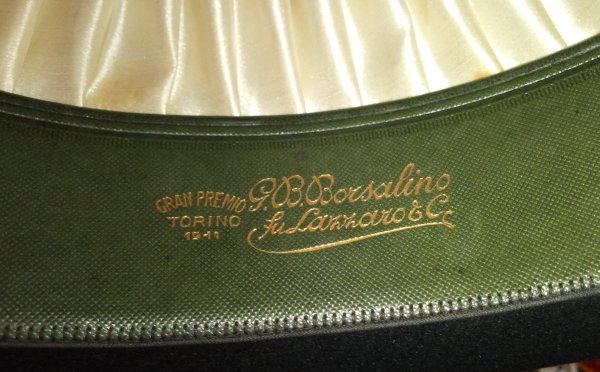 GRAN PREMIO
TORINO
1911
G.B. Borsalino
fu Lazzaro & C.